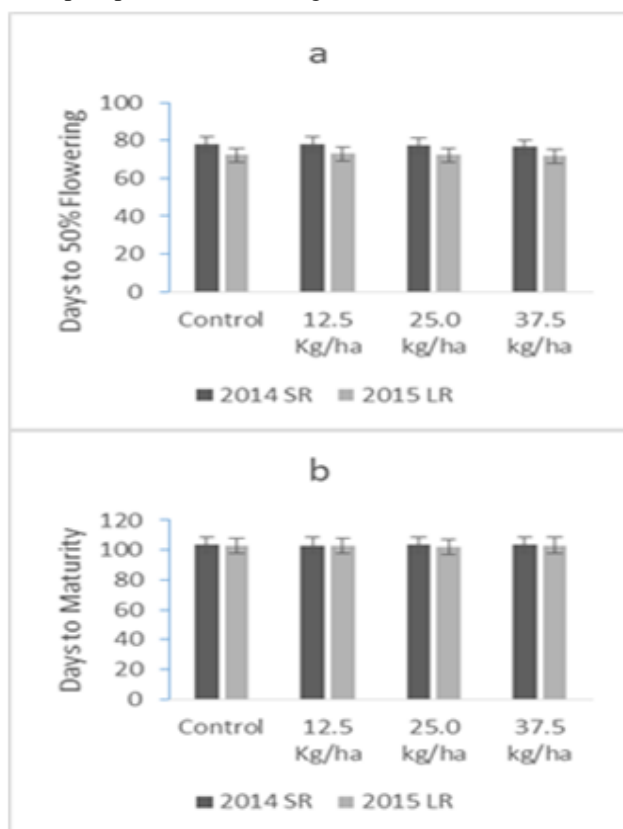 a
100
80
60
40
20
0
Days to 50% Flowering
Control 12.5 25.0 37.5
Kg/ha kg/ha kg/ha
2014 SR 2015 LR
b
120
100
80
60
40
20
0
Days to Maturity
Control 12.5 25.0 37.5
Kg/ha kg/ha kg/ha
2014 SR 2015 LR